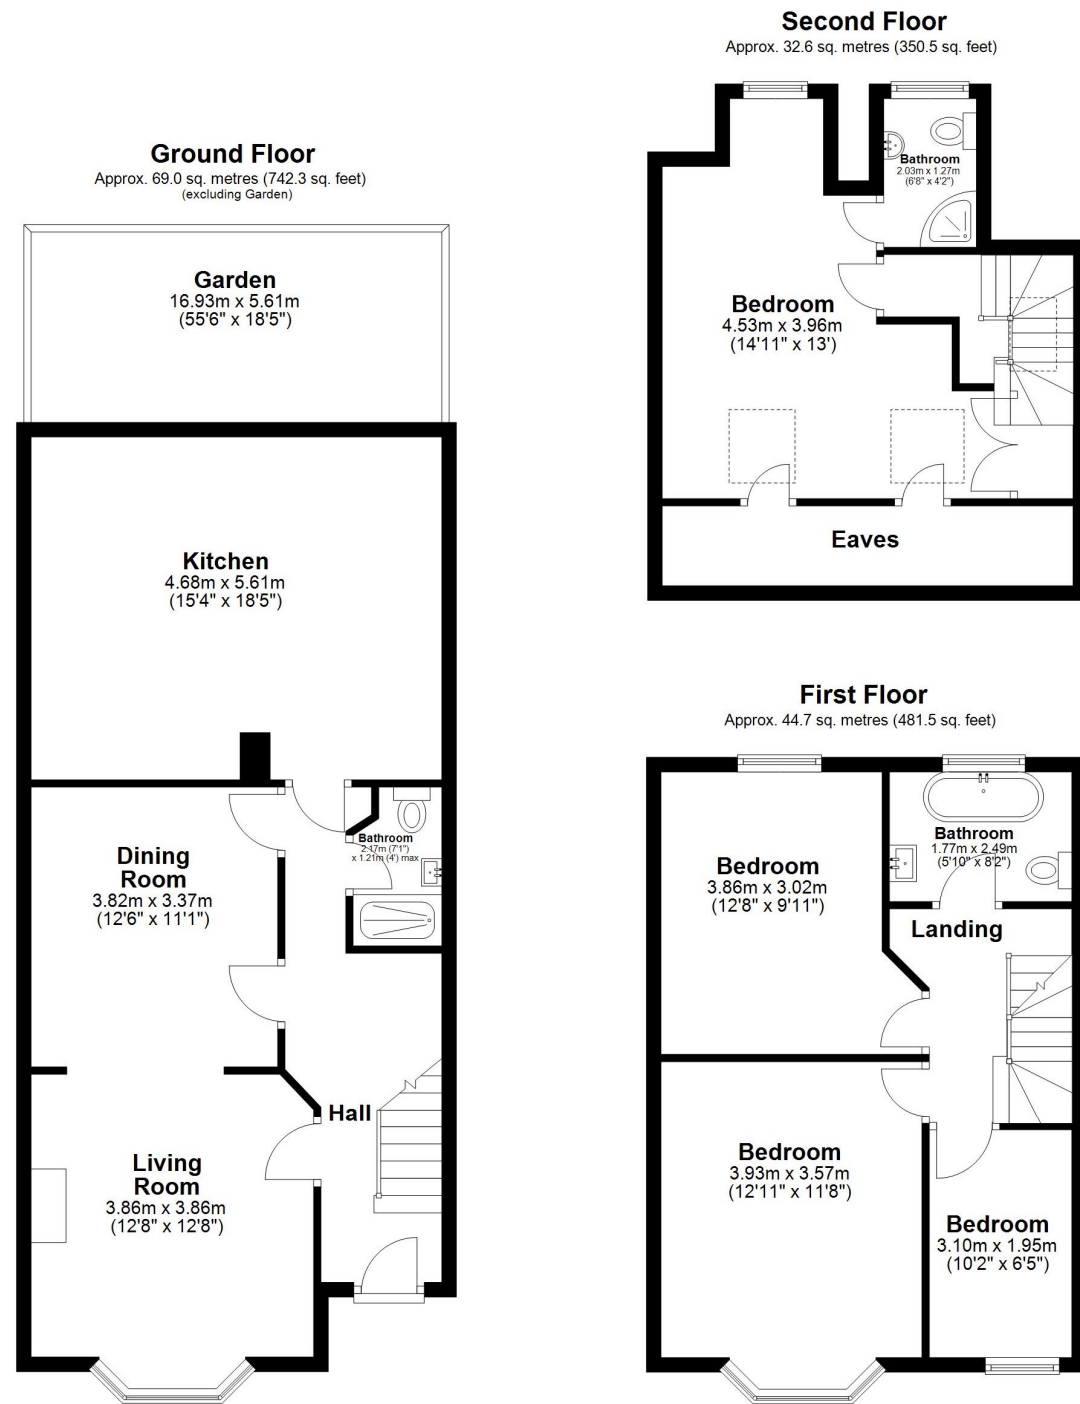 Ground Floor
Approx. 69.0 sq. metres (742.3 sq. feet)
(excluding Garden)
Garden
16.93m x 5.61m
(55'6" x 18'5")
Kitchen
4.68m x 5.61m
(15'4" x 18'5")
Bathroom
2.17m (7'1")
x 1.21m (4') max
Dining
Room
3.82m x 3.37m
(12'6" x 11'1")
Hall
Living
Room
3.86m x 3.86m
(12'8" x 12'8")
Second Floor
Approx. 32.6 sq. metres (350.5 sq. feet)
Bathroom
2.03m x 1.27m
(6'8" x 4'2")
Bedroom
4.53m x 3.96m
(14'11" x 13')
Eaves
First Floor
Approx. 44.7 sq. metres (481.5 sq. feet)
Bathroom
1.77m x 2.49m
(5'10" x 8'2")
Bedroom
3.86m x 3.02m
(12'8" x 9'11")
Landing
Bedroom
3.93m x 3.57m
(12'11" x 11'8")
Bedroom
3.10m x 1.95m
(10'2" x 6'5")